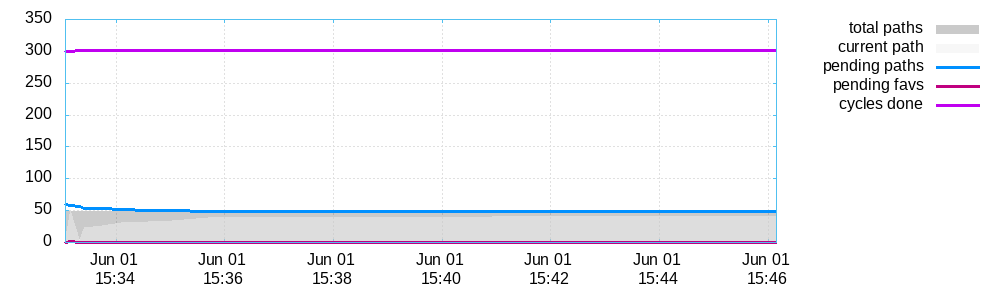 350
300
250
200
150
100
50
0
Jun 01 Jun 01 Jun 01 Jun 01 Jun 01 Jun 01 Jun 01
15:34 15:36 15:38 15:40 15:42 15:44 15:46
total paths
current path
pending paths
pending favs
cycles done